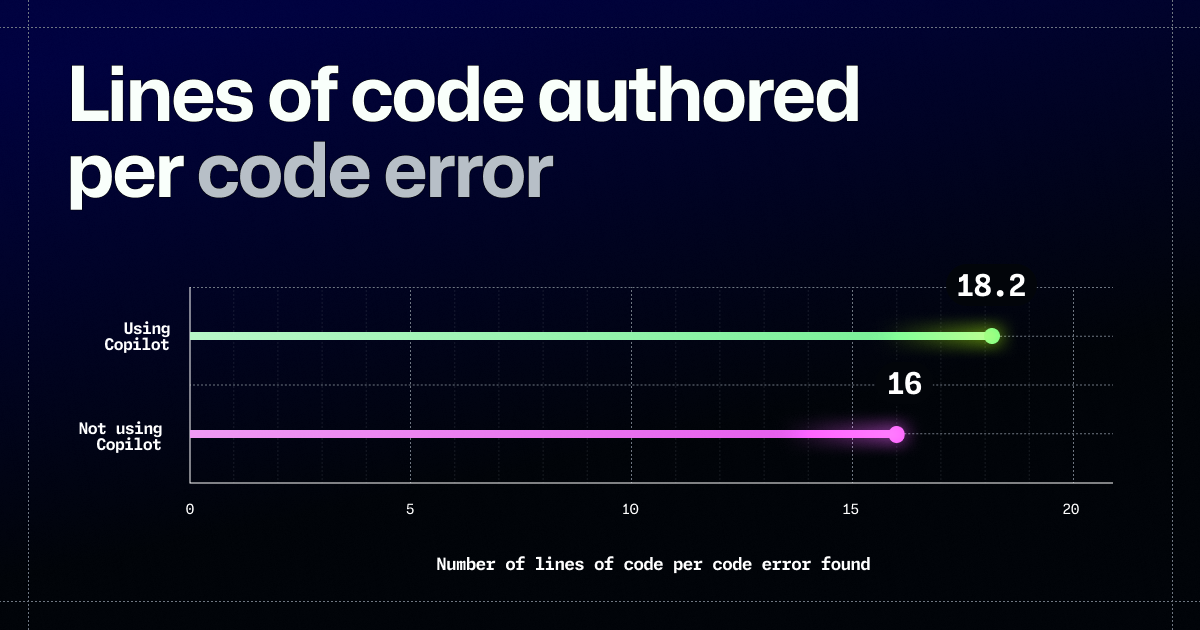 Lines of code authored
per code error
18.2
Using
Copilot
16
Not using
Copilot
0 5 10 15 20
Number of lines of code per code error found